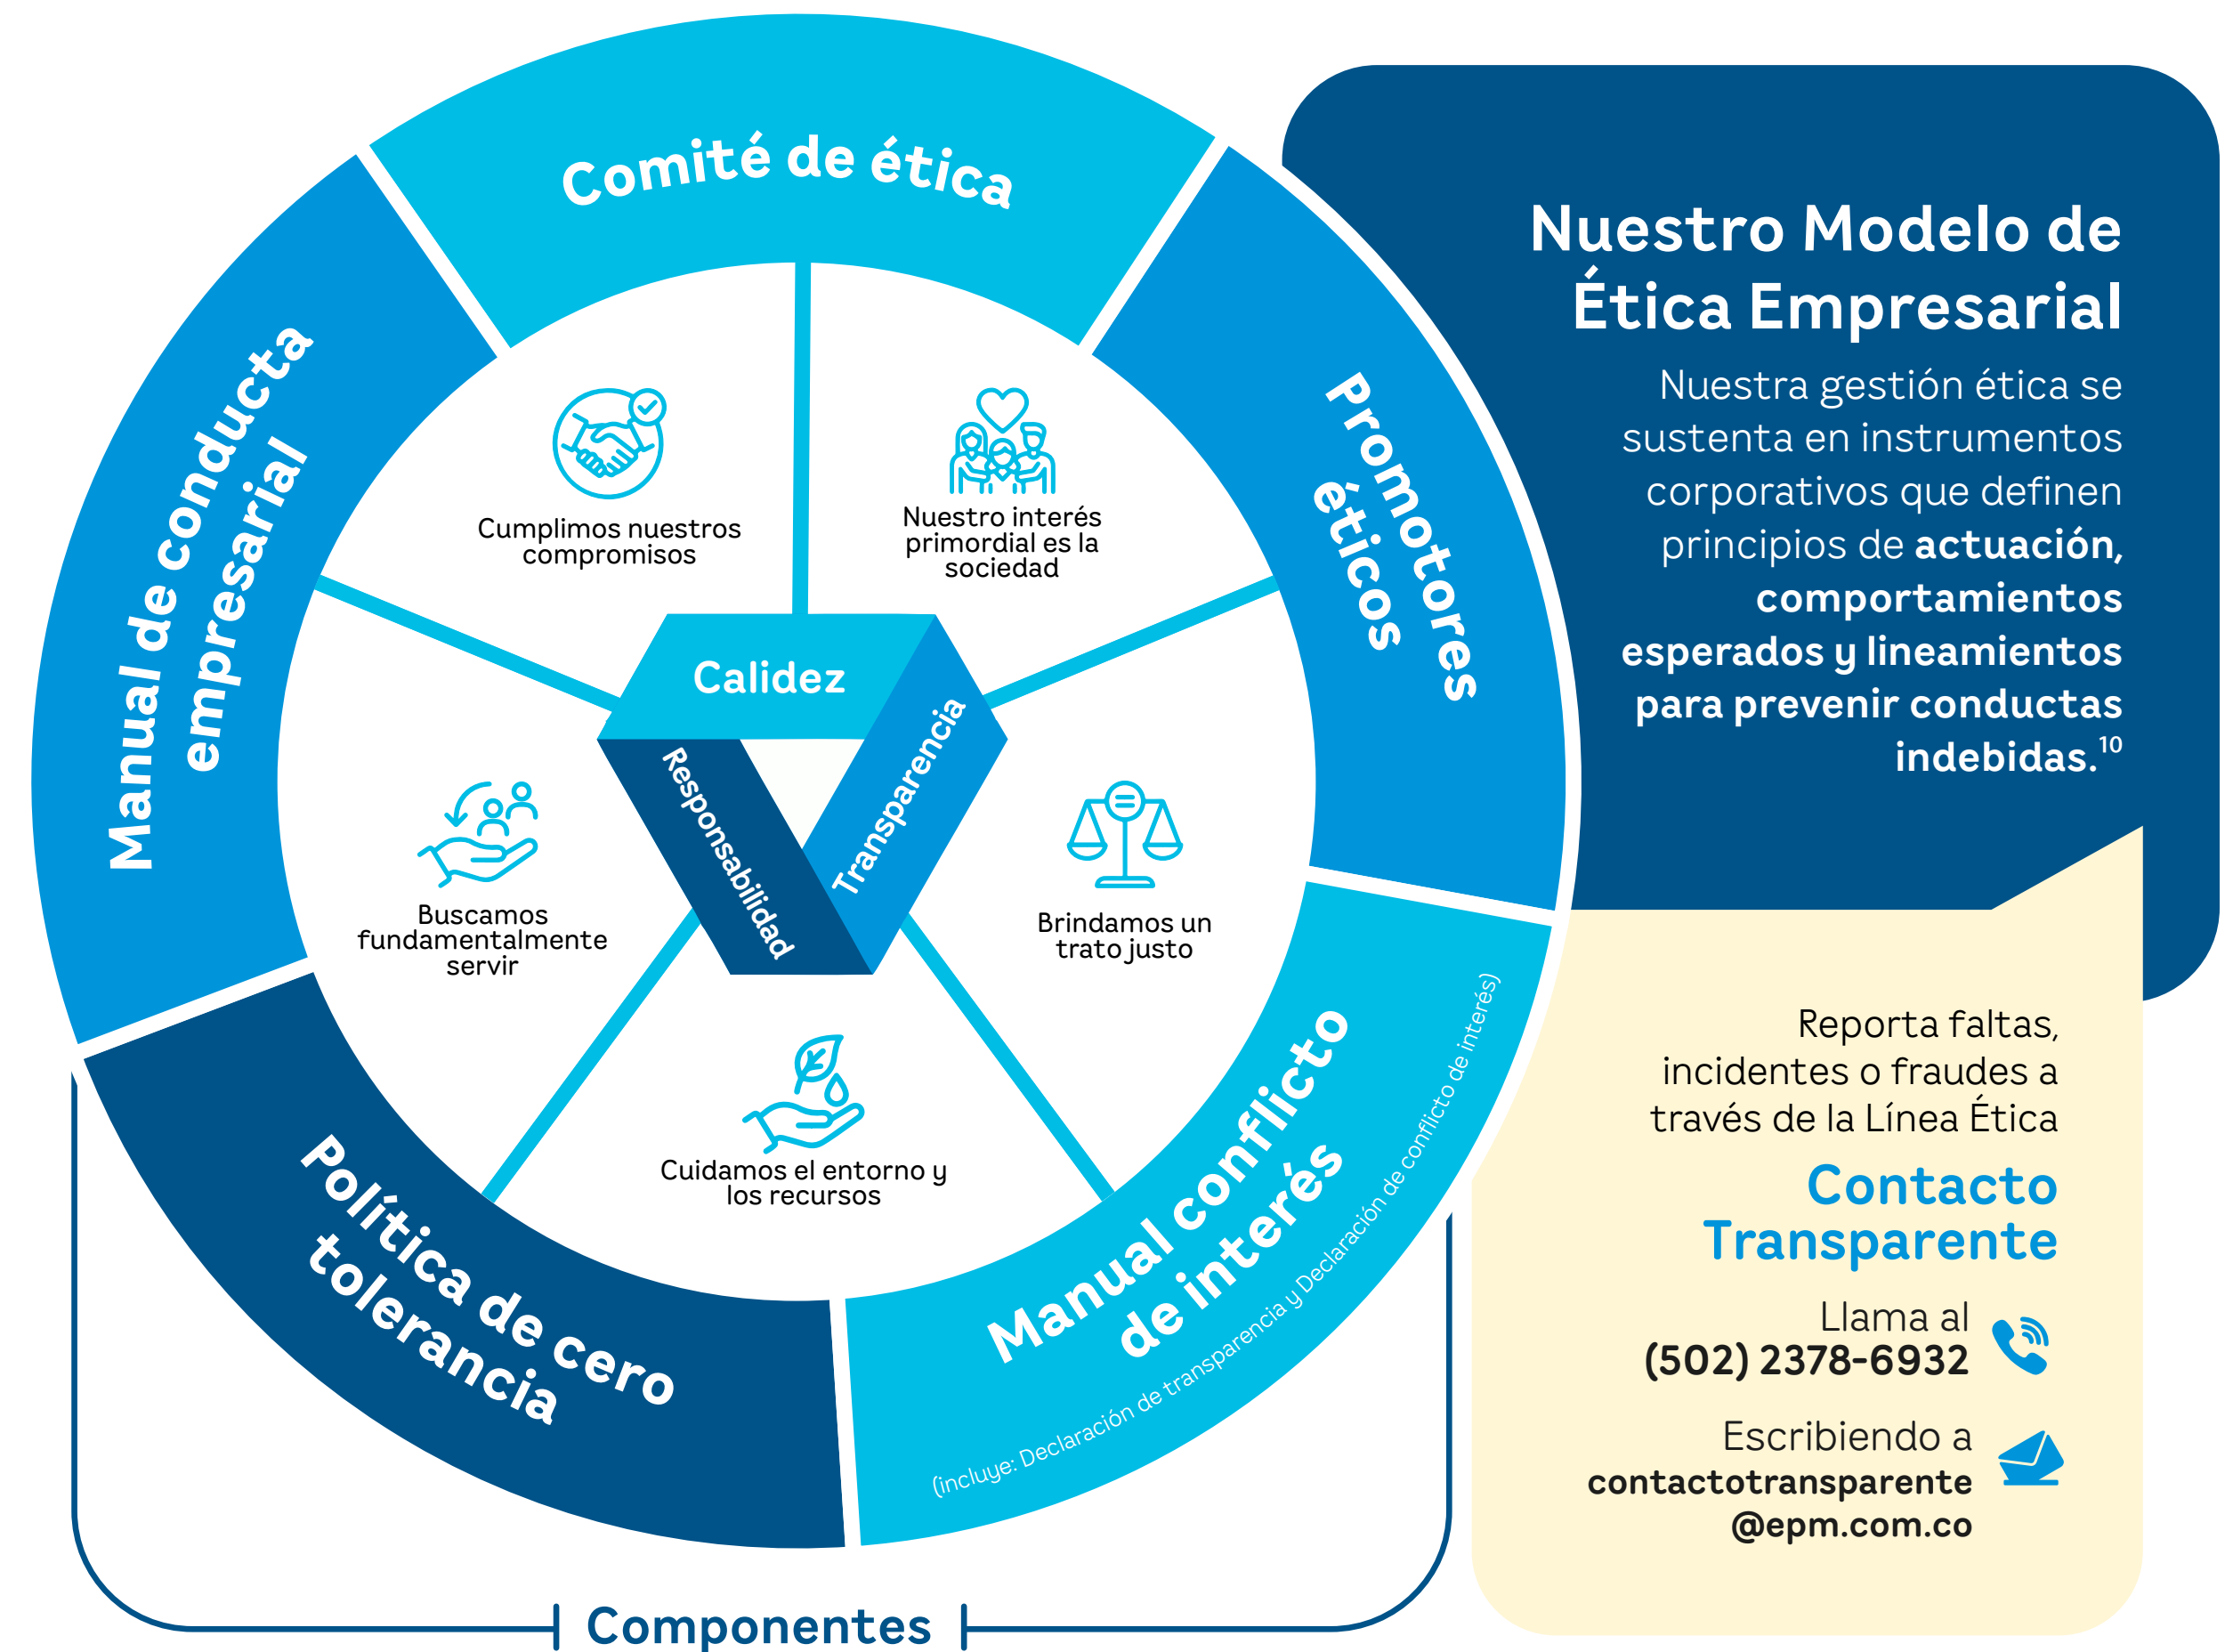 Comité de ética
Promotores
éticos
Manual conflicto
de interés
(incluye: Declaración de transparencia y Declaración de conflicto de interés)
Política de cero
tolerancia
Manual de conducta
empresarial
Cumplimos nuestros
compromisos
Nuestro interés
primordial es la
sociedad
Brindamos un
trato justo
Cuidamos el entorno y
los recursos
Buscamos
fundamentalmente
servir
Calidez
Transparencia
Responsabilidad
Componentes
Nuestro Modelo de
Ética Empresarial
Nuestra gestión ética se
sustenta en instrumentos
corporativos que definen
principios de actuación,
comportamientos
esperados y lineamientos
para prevenir conductas
indebidas.¹⁰
Reporta faltas,
incidentes o fraudes a
través de la Línea Ética
Contacto
Transparente
Llama al
(502) 2378-6932
Escribiendo a
contactotransparente
@epm.com.co